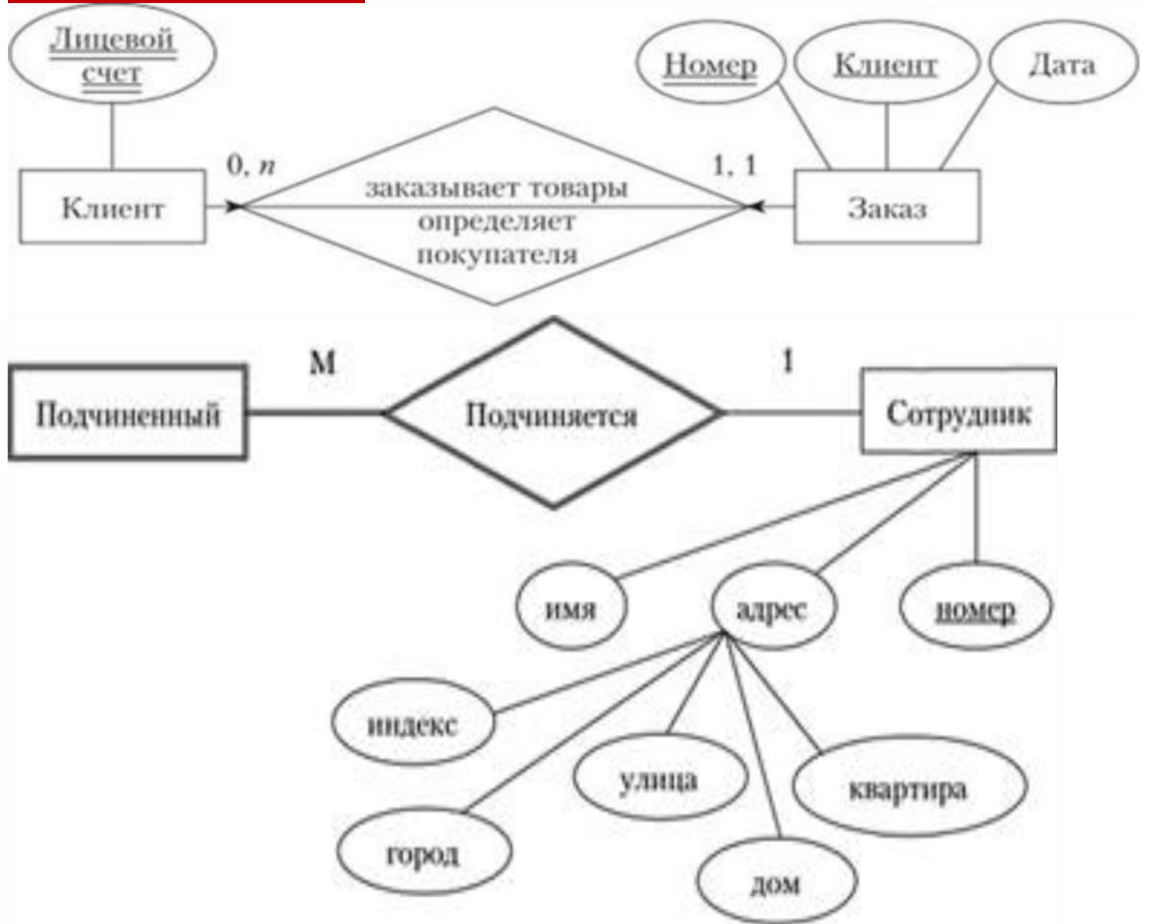 Лицевой
счет
Номер
Клиент
Дата
0, n
1, 1
Клиент
заказывает товары
Заказ
определяет
покупателя
М
1
Подчиненный
Подчиняется
Сотрудник
имя
адрес
номер
индекс
улица
квартира
город
дом